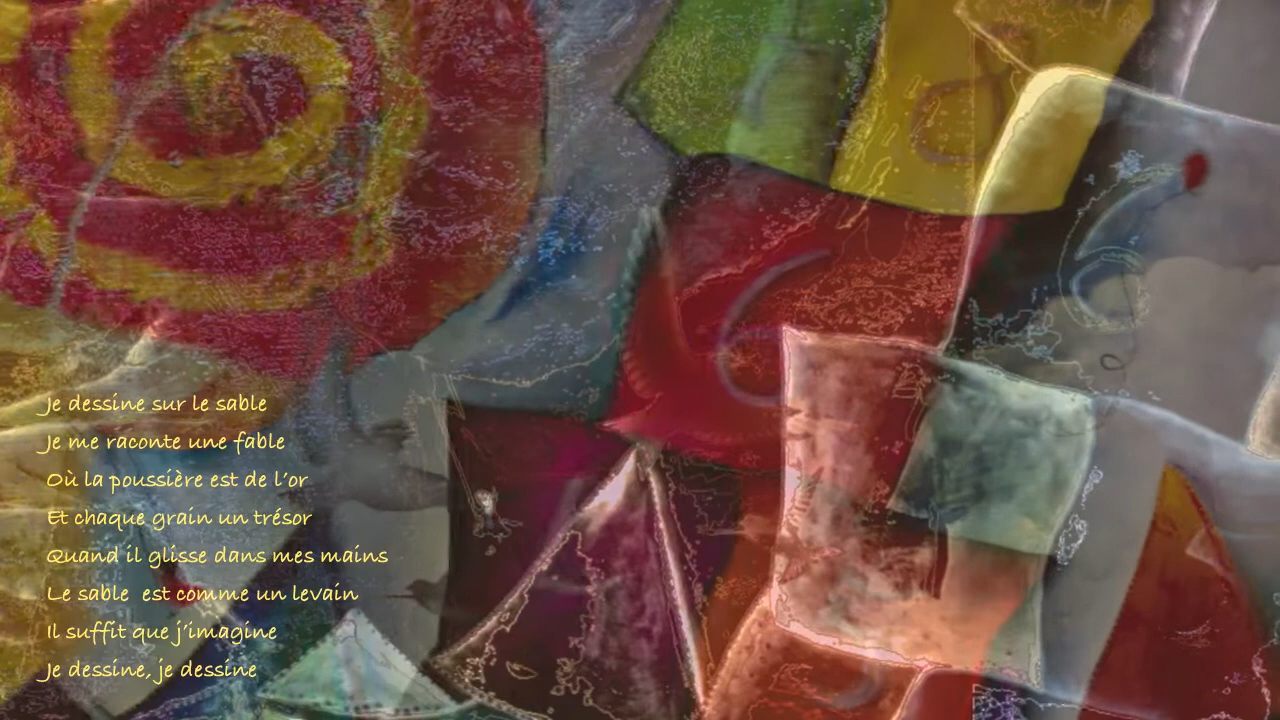 Je dessine sur le sable
Je me raconte une fable
Où la poussière est de l'or
Et chaque grain un trésor
Quand il glisse dans mes mains
Le sable  est comme un levain
Il suffit que j'imagine
Je dessine, je dessine